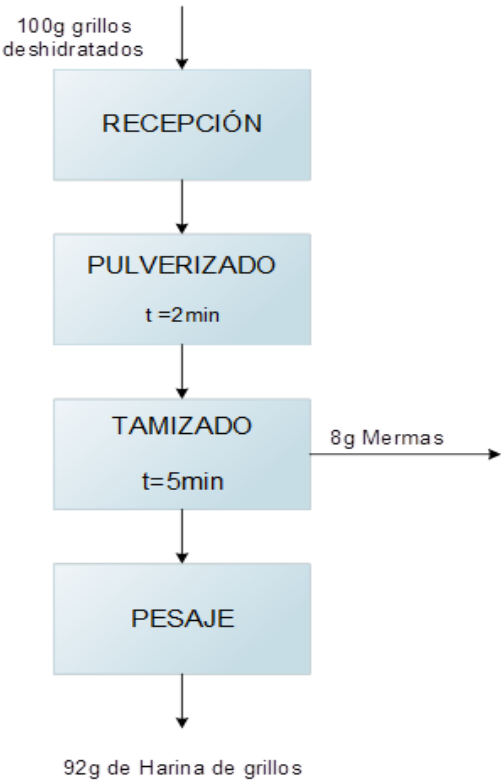 100g grillos
deshidratados
RECEPCIÓN
PULVERIZADO
t =2min
TAMIZADO
t=5min
8g Mermas
PESAJE
92g de Harina de grillos